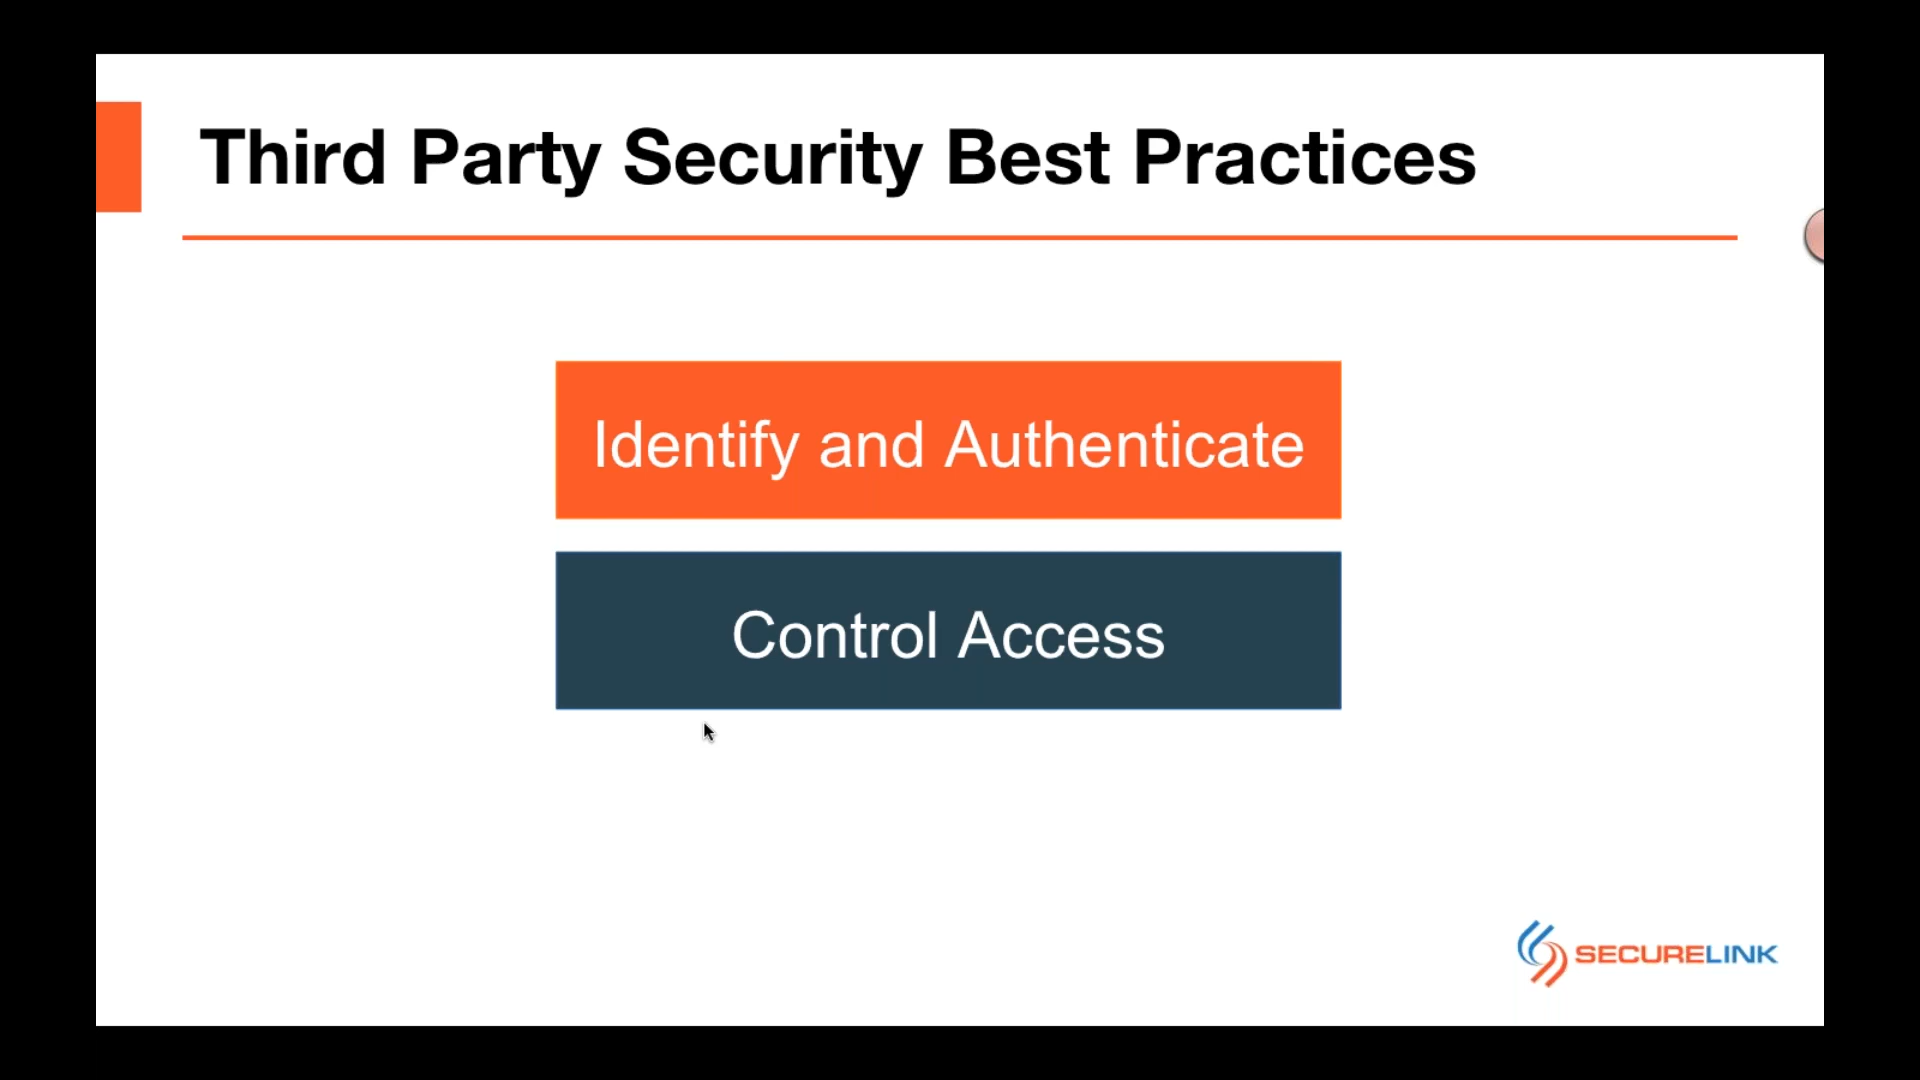 Third Party Security Best Practices
Identify and Authenticate
Control Access
SECURELINK